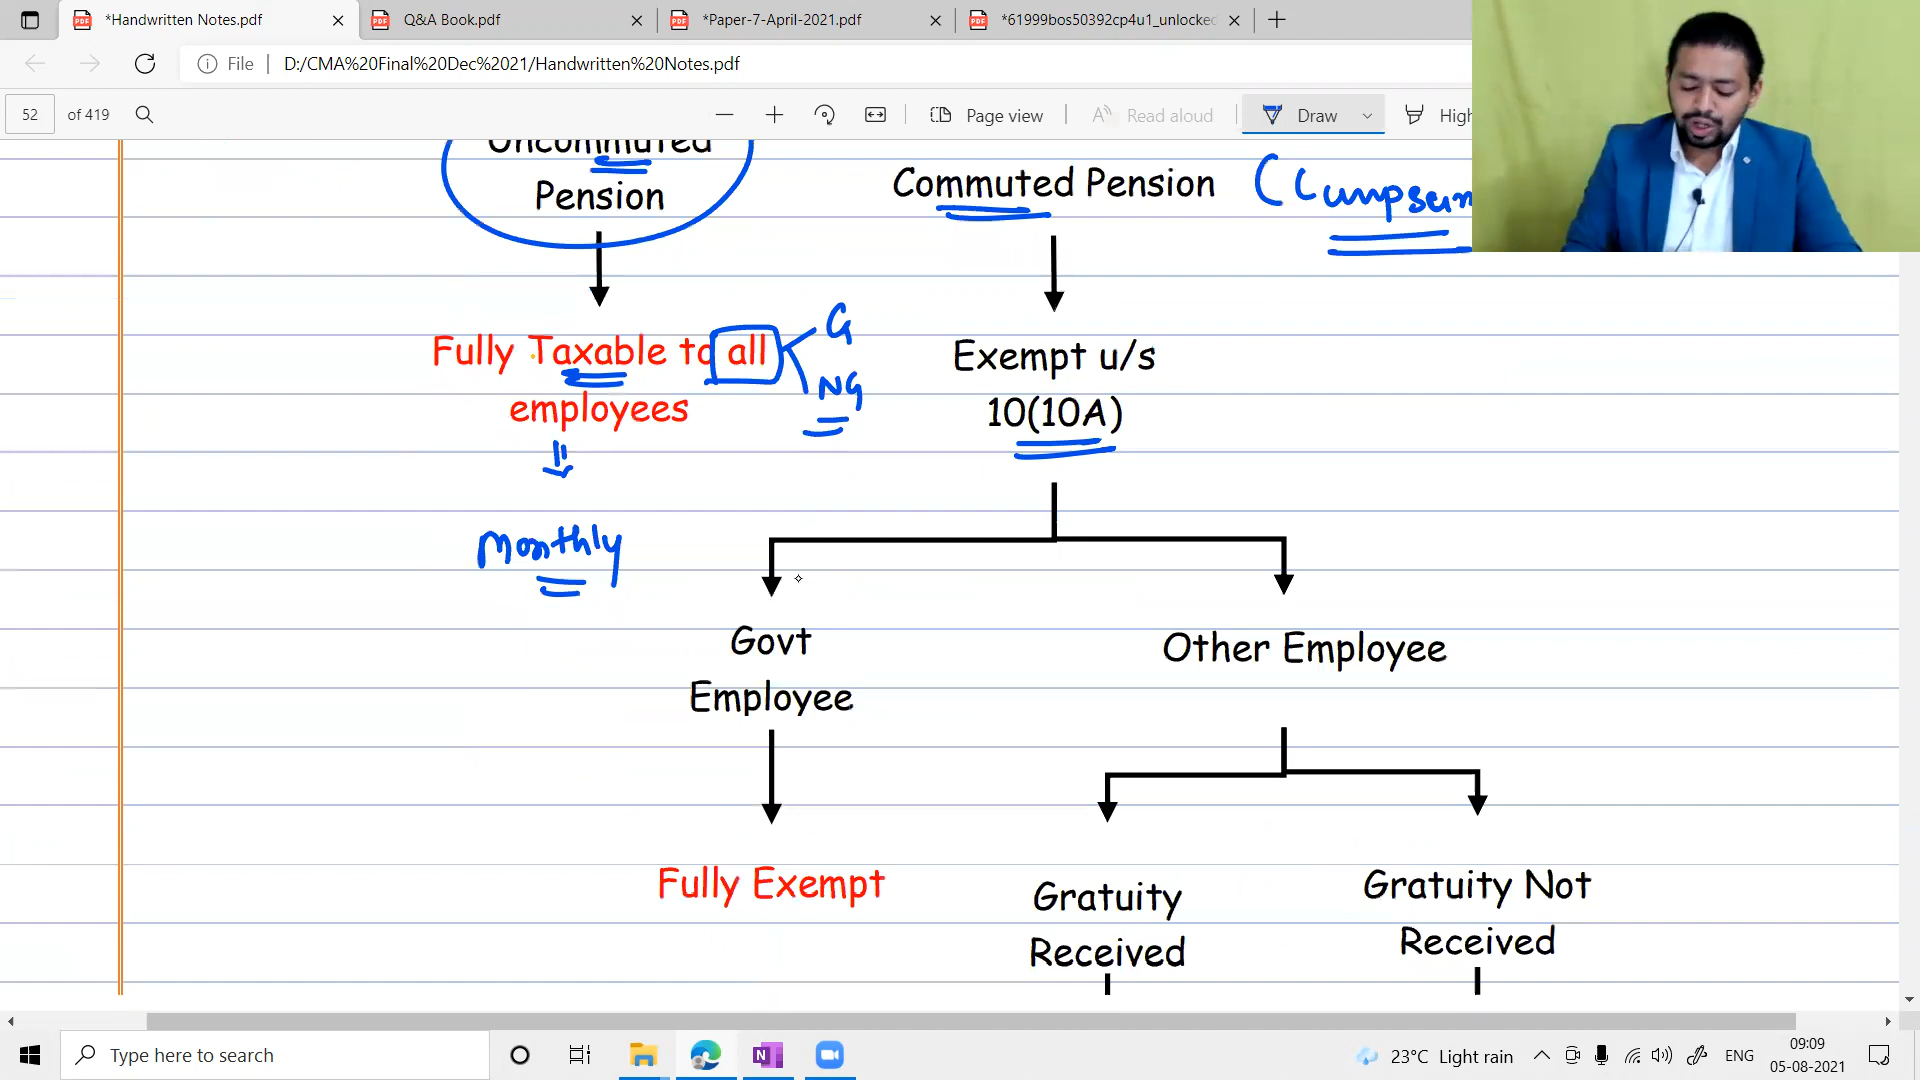 *Handwritten Notes.pdf
Q&A Book.pdf
*Paper-7-April-2021.pdf
*61999bos50392cp4u1_unlocked
File
D:/CMA%20Final%20Dec%2021/Handwritten%20Notes.pdf
52 of 419
Page view
Read aloud
Draw
High
Uncommuted
Pension
Commuted Pension
(Lumpsum
Fully Taxable to all
employees
G
NG
Exempt u/s
10(10A)
Monthly
Govt
Employee
Other Employee
Fully Exempt
Gratuity
Received
Gratuity Not
Received
Type here to search
23°C Light rain
ENG
09:09
05-08-2021